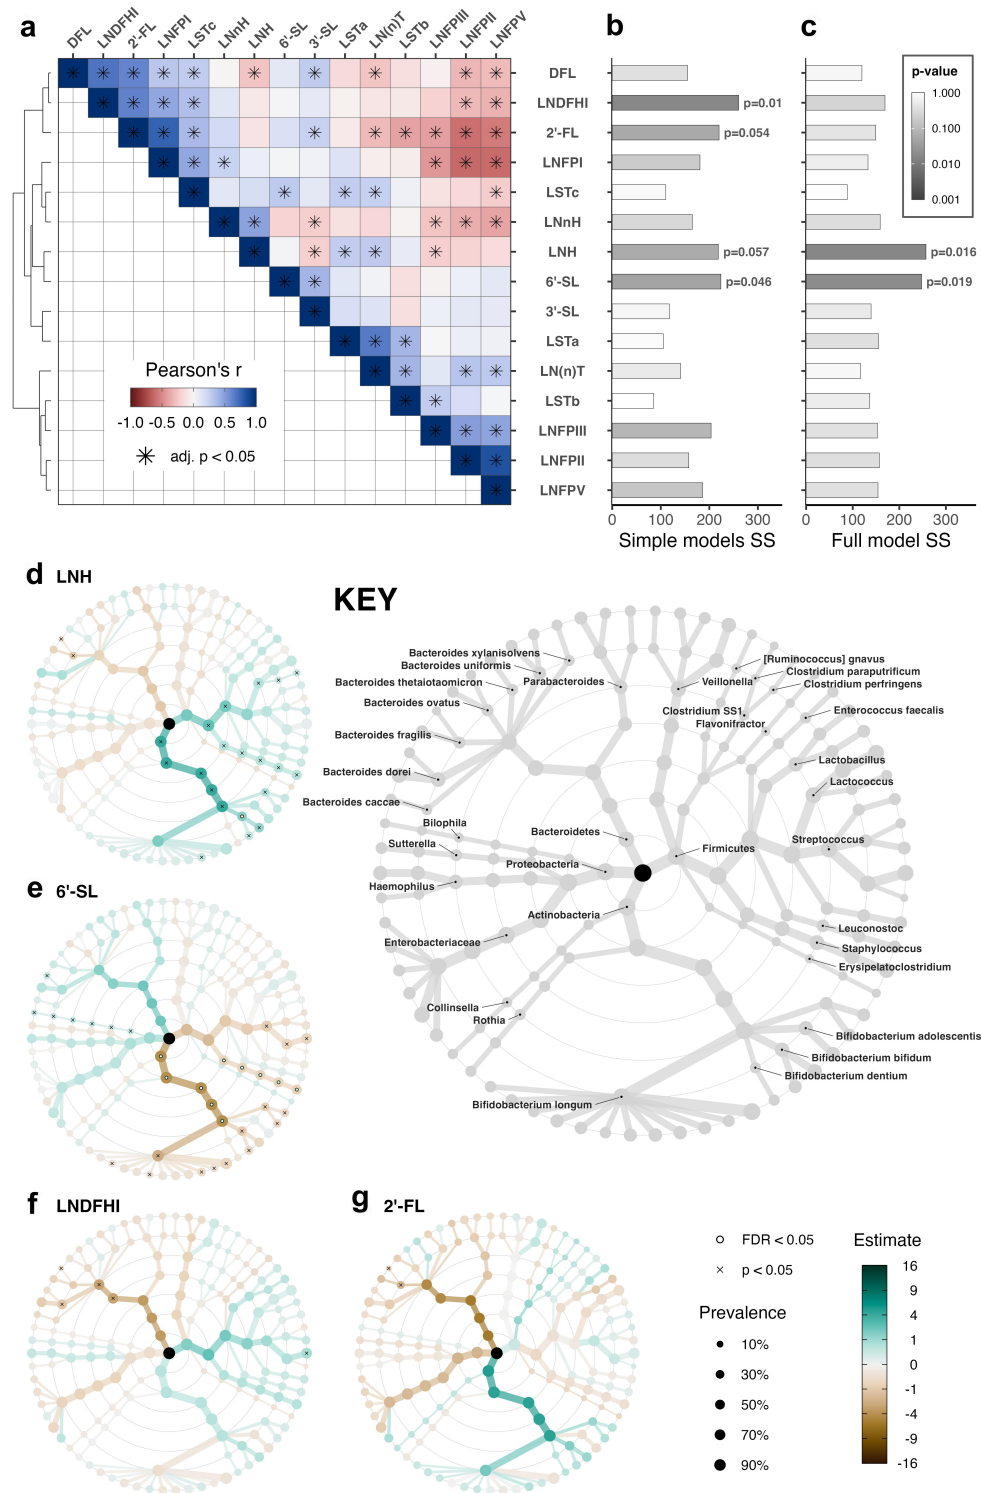 a
b
c
DFL
LNDFHI
2'-FL
LNFPI
LSTc
LNnH
LNH
6'-SL
3'-SL
LSTa
LN(n)T
LSTb
LNFPIII
LNFPII
LNFPV
DFL
LNDFHI
2'-FL
LNFPI
LSTc
LNnH
LNH
6'-SL
3'-SL
LSTa
LN(n)T
LSTb
LNFPIII
LNFPII
LNFPV
p=0.01
p=0.054
p=0.057
p=0.046
p=0.016
p=0.019
p-value
1.000
0.100
0.010
0.001
Pearson's r
-1.0 -0.5 0.0 0.5 1.0
adj. p < 0.05
0 100 200 300
Simple models SS
0 100 200 300
Full model SS
d LNH
KEY
Bacteroides xylanisolvens
Bacteroides uniformis
Bacteroides thetaiotaomicron
Parabacteroides
Bacteroides ovatus
Bacteroides fragilis
Bacteroides dorei
Bacteroides caccae
Bilophila
Sutterella
Haemophilus
Bacteroidetes
Proteobacteria
Actinobacteria
Firmicutes
Enterobacteriaceae
Collinsella
Rothia
Bifidobacterium longum
[Ruminococcus] gnavus
Clostridium paraputrificum
Veillonella
Clostridium perfringens
Clostridium SS1
Flavonifractor
Enterococcus faecalis
Lactobacillus
Lactococcus
Streptococcus
Leuconostoc
Staphylococcus
Erysipelatoclostridium
Bifidobacterium adolescentis
Bifidobacterium bifidum
Bifidobacterium dentium
e 6'-SL
f LNDFHI
g 2'-FL
FDR < 0.05
p < 0.05
Prevalence
10%
30%
50%
70%
90%
Estimate
16
9
4
1
0
-1
-4
-9
-16